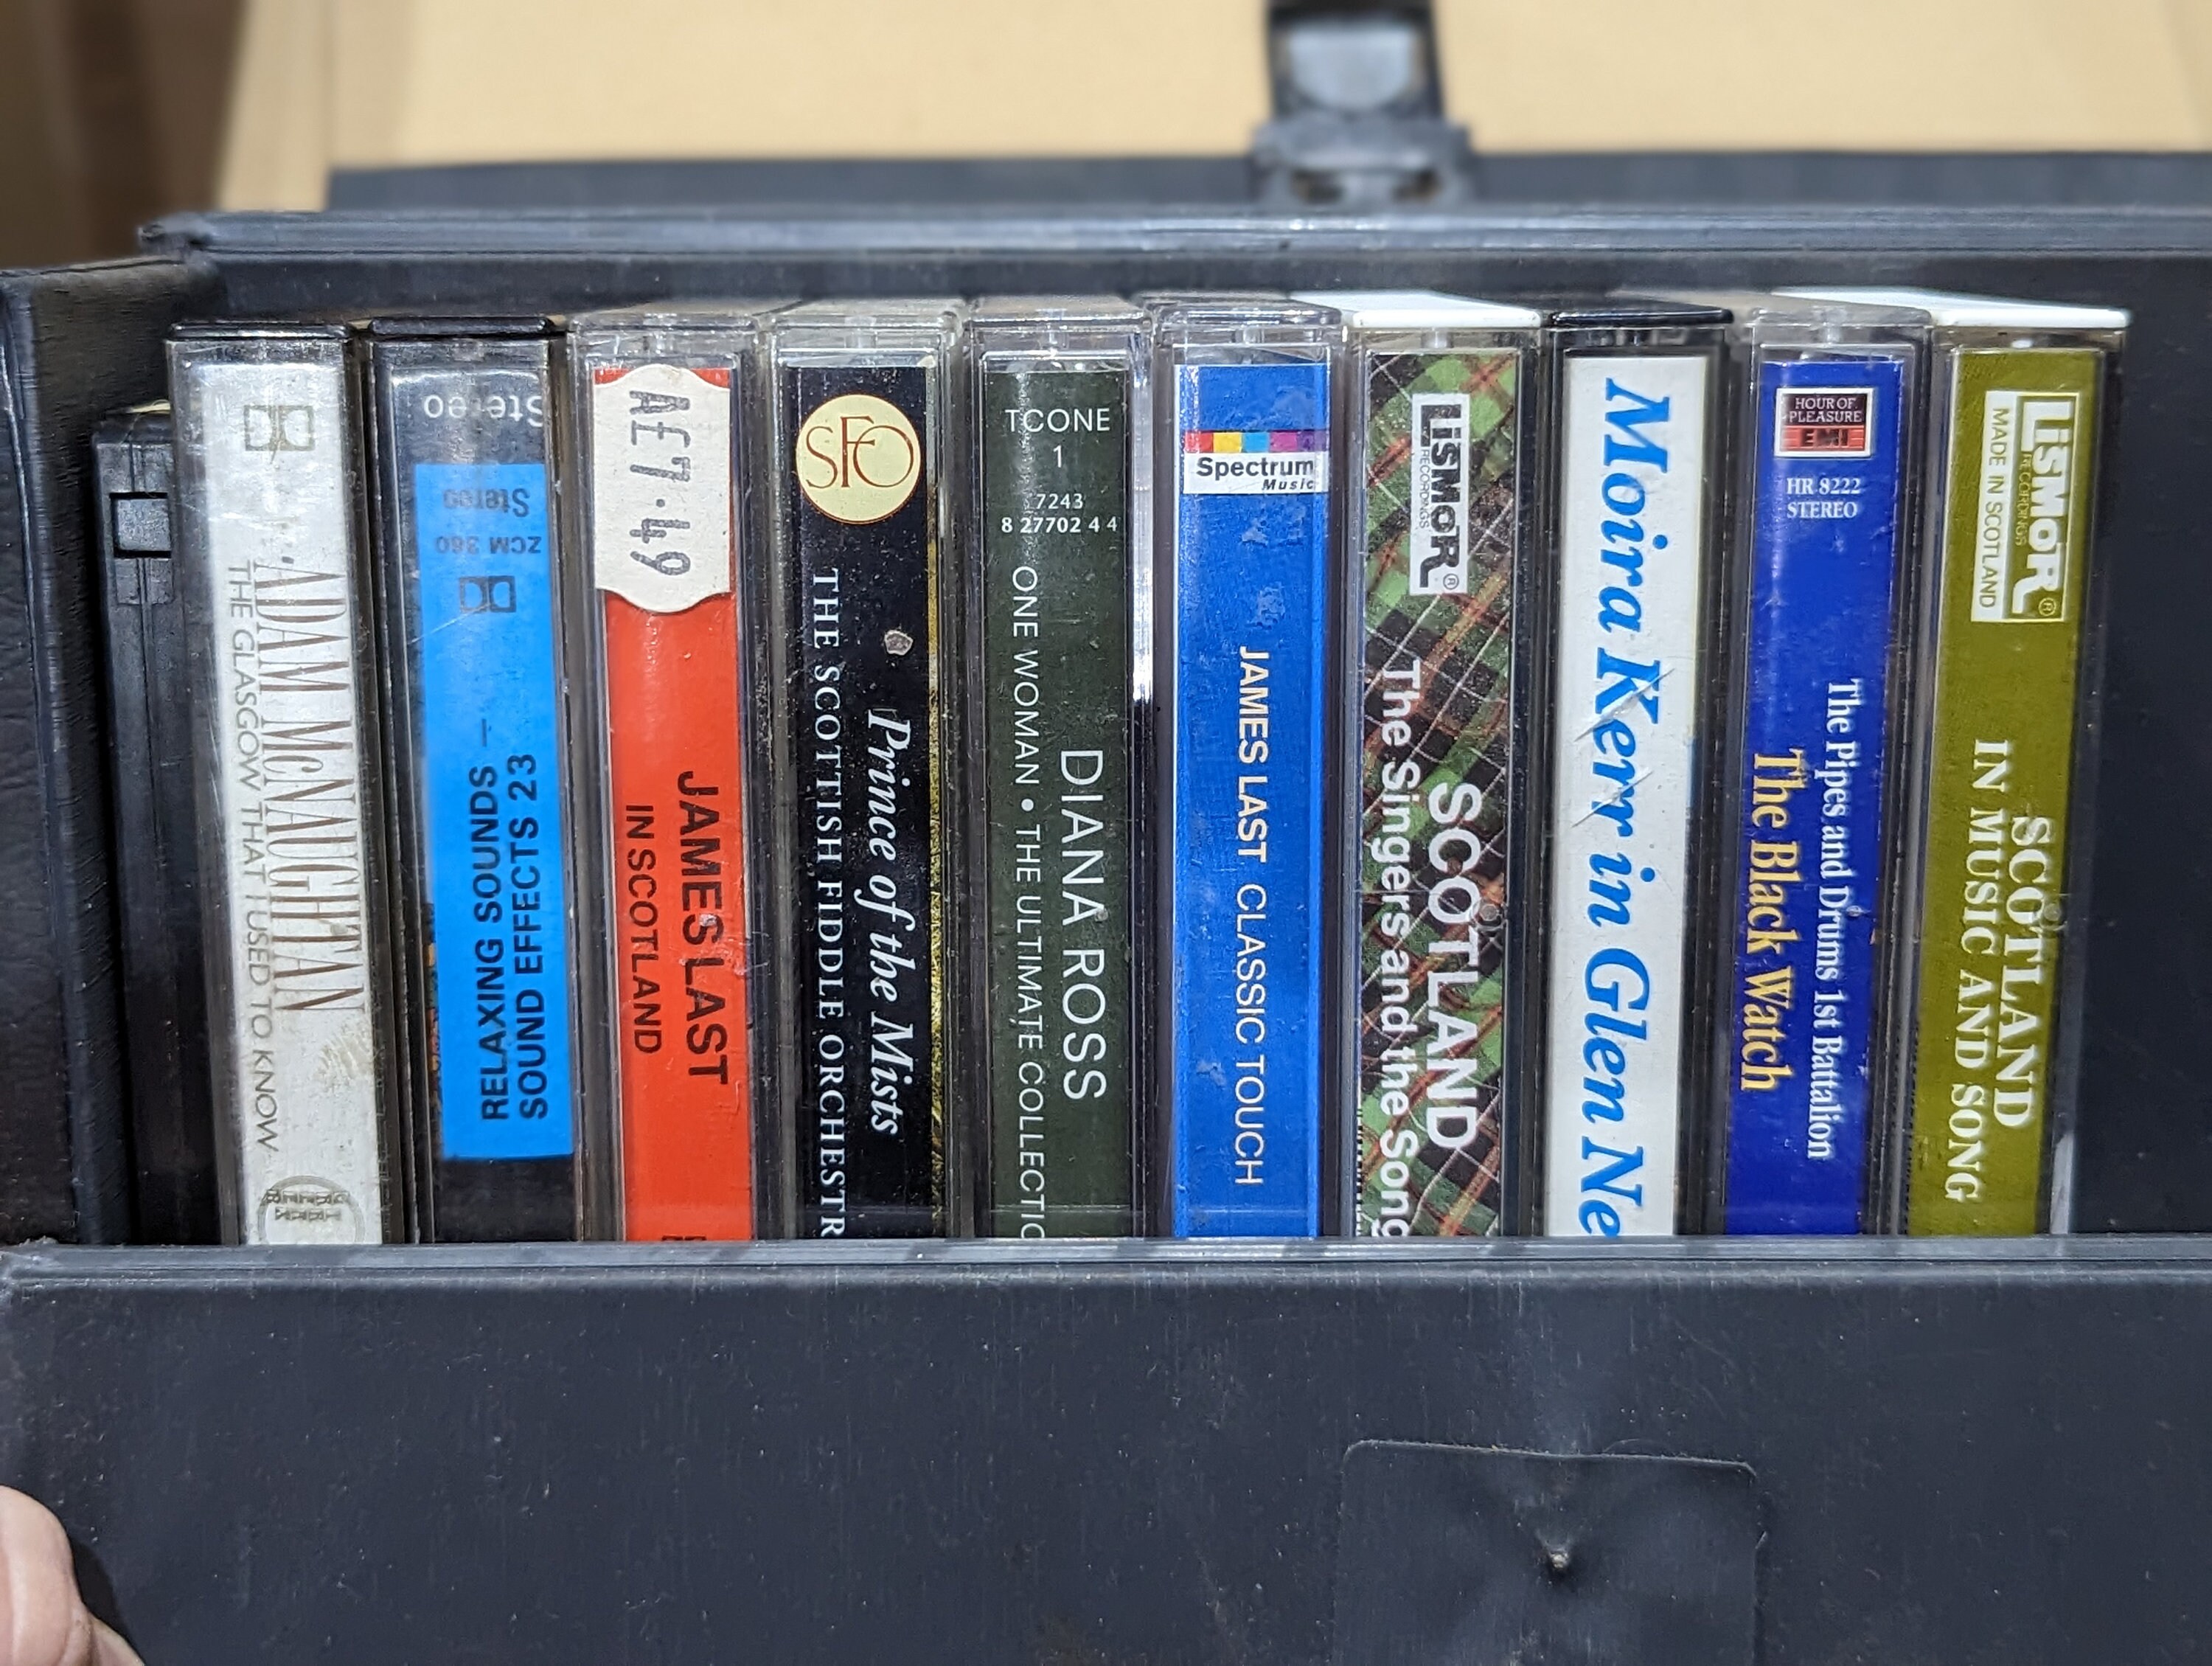 ADAM McNAUGHTAN
THE GLASGOW THAT I USED TO KNOW
Stereo
Stereo
ZCM 360
RELAXING SOUNDS –
SOUND EFFECTS 23
A£7.49
JAMES LAST
IN SCOTLAND
SFO
Prince of the Mists
THE SCOTTISH FIDDLE ORCHESTR
TCONE
1
7243
8 27702 4 4
DIANA ROSS
ONE WOMAN • THE ULTIMATE COLLECTIO
Spectrum
Music
JAMES LAST CLASSIC TOUCH
LISMOR®
RECORDINGS
SCOTLAND
The Singers and the Song
Moira Kerr in Glen Ne
HOUR OF
PLEASURE
EMI
HR 8222
STEREO
The Pipes and Drums 1st Battalion
The Black Watch
LISMOR®
RECORDINGS
MADE IN SCOTLAND
SCOTLAND
IN MUSIC AND SONG